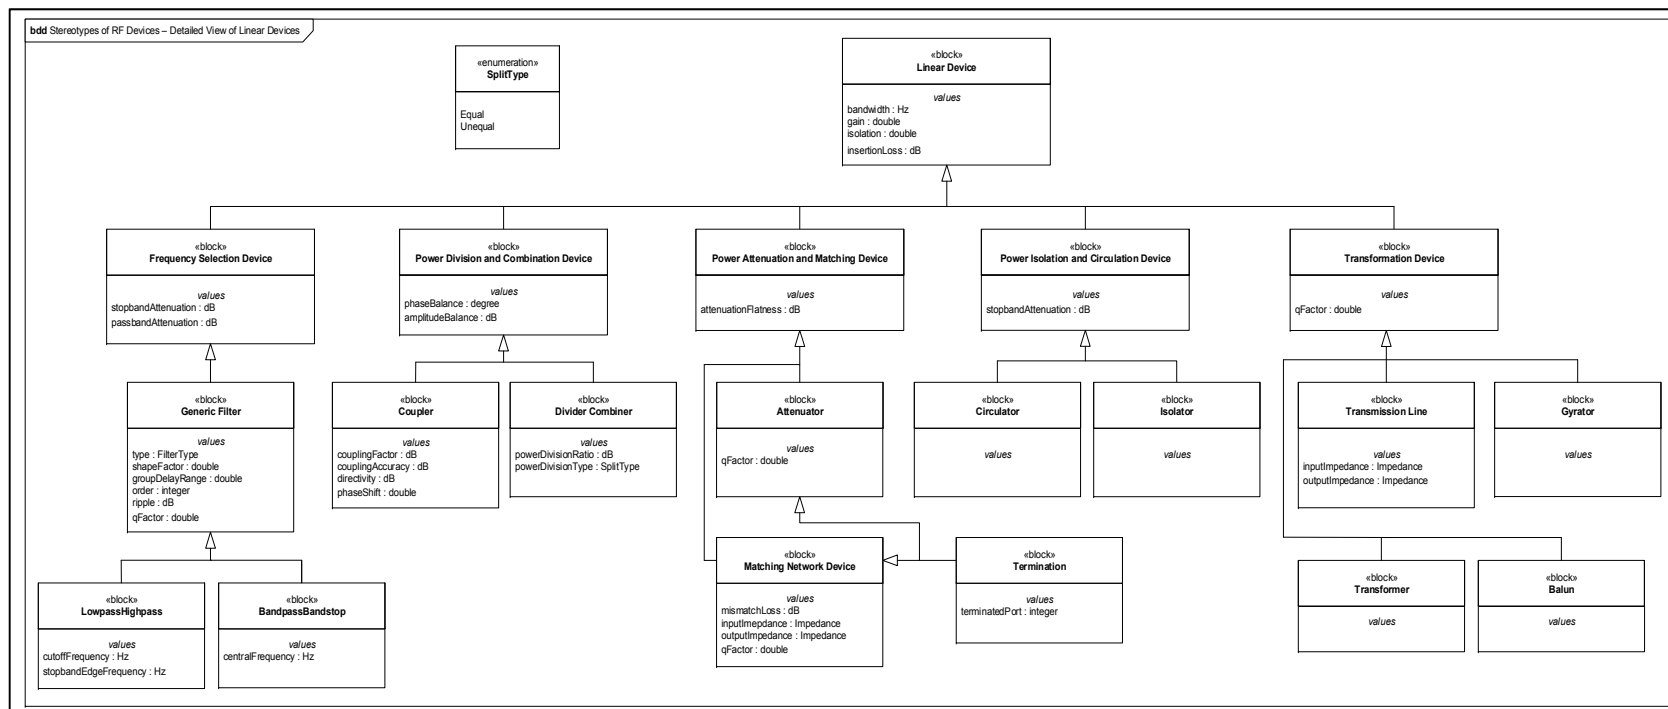 bdd Stereotypes of RF Devices – Detailed View of Linear Devices
«enumeration»
SplitType
Equal
Unequal
«block»
Linear Device
values
bandwidth : Hz
gain : double
isolation : double
insertionLoss : dB
«block»
Frequency Selection Device
values
stopbandAttenuation : dB
passbandAttenuation : dB
«block»
Power Division and Combination Device
values
phaseBalance : degree
amplitudeBalance : dB
«block»
Power Attenuation and Matching Device
values
attenuationFlatness : dB
«block»
Power Isolation and Circulation Device
values
stopbandAttenuation : dB
«block»
Transformation Device
values
qFactor : double
«block»
Generic Filter
values
type : FilterType
shapeFactor : double
groupDelayRange : double
order : integer
ripple : dB
qFactor : double
«block»
Coupler
values
couplingFactor : dB
couplingAccuracy : dB
directivity : dB
phaseShift : double
«block»
Divider Combiner
values
powerDivisionRatio : dB
powerDivisionType : SplitType
«block»
Attenuator
values
qFactor : double
«block»
Circulator
values
«block»
Isolator
values
«block»
Transmission Line
values
inputImpedance : Impedance
outputImpedance : Impedance
«block»
Gyrator
values
«block»
LowpassHighpass
values
cutoffFrequency : Hz
stopbandEdgeFrequency : Hz
«block»
BandpassBandstop
values
centralFrequency : Hz
«block»
Matching Network Device
values
mismatchLoss : dB
inputImepdance : Impedance
outputImpdance : Impedance
qFactor : double
«block»
Termination
values
terminatedPort : integer
«block»
Transformer
values
«block»
Balun
values